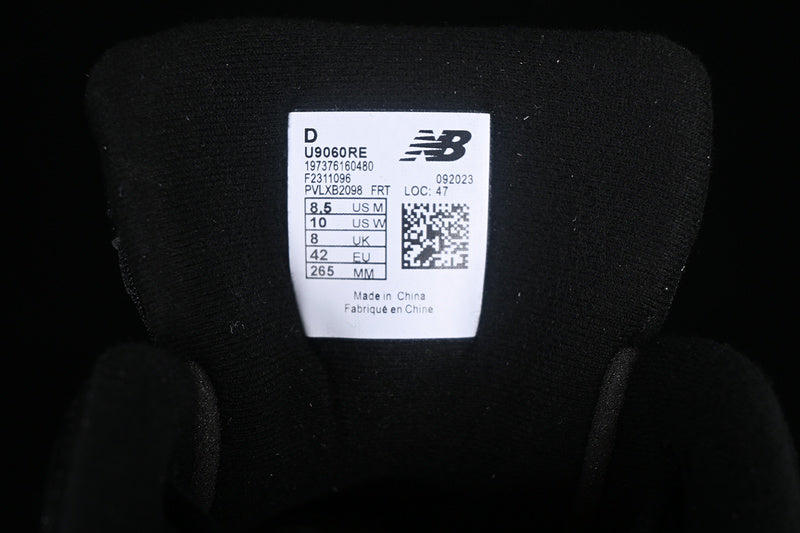 D
NB
U9060RE
197376160480
F2311096 092023
PVLXB2098 FRT LOC: 47
8.5 US M
10 US W
8 UK
42 EU
265 MM
Made in China
Fabriqué en Chine